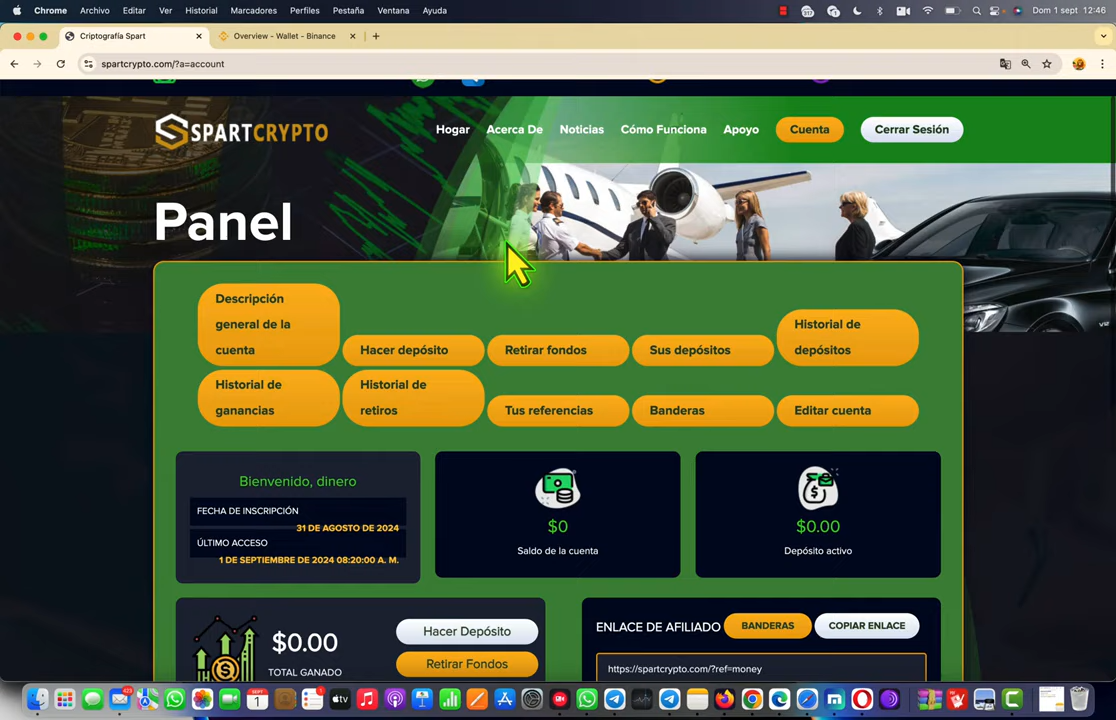 Chrome Archivo Editar Ver Historial Marcadores Perfiles Pestaña Ventana Ayuda
Dom 1 sept 12:46
Criptografía Spart
Overview - Wallet - Binance
spartcrypto.com/?a=account
SPARTCRYPTO
Hogar Acerca De Noticias Cómo Funciona Apoyo Cuenta Cerrar Sesión
Panel
Descripción
general de la
cuenta
Hacer depósito
Retirar fondos
Sus depósitos
Historial de
depósitos
Historial de
ganancias
Historial de
retiros
Tus referencias
Banderas
Editar cuenta
Bienvenido, dinero
FECHA DE INSCRIPCIÓN
31 DE AGOSTO DE 2024
ÚLTIMO ACCESO
1 DE SEPTIEMBRE DE 2024 08:20:00 A. M.
$0
Saldo de la cuenta
$0.00
Depósito activo
$0.00
TOTAL GANADO
Hacer Depósito
Retirar Fondos
ENLACE DE AFILIADO
BANDERAS
COPIAR ENLACE
https://spartcrypto.com/?ref=money